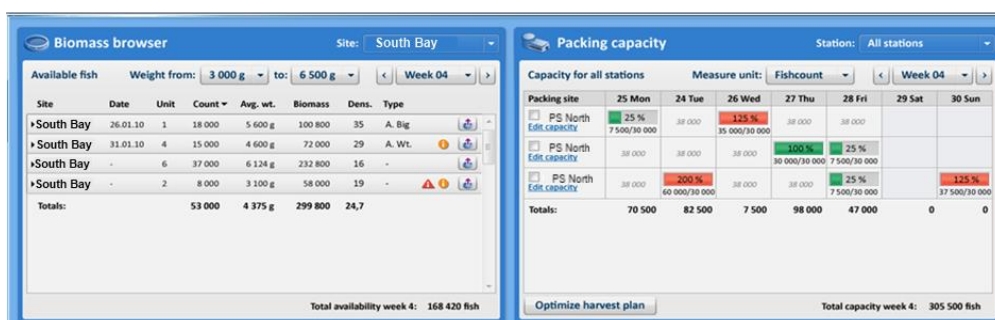 Biomass browser Site: South Bay
Available fish Weight from: 3 000 g to: 6 500 g < Week 04 >
Site Date Unit Count Avg. wt. Biomass Dens. Type
South Bay 26.01.10 1 18 000 5 600 g 100 800 35 A. Big
South Bay 31.01.10 4 15 000 4 600 g 72 000 29 A. Wt.
South Bay - 6 37 000 6 124 g 232 800 16 -
South Bay - 2 8 000 3 100 g 58 000 19 -
Totals: 53 000 4 375 g 299 800 24,7
Total availability week 4: 168 420 fish
Packing capacity Station: All stations
Capacity for all stations Measure unit: Fishcount < Week 04 >
Packing site 25 Mon 24 Tue 26 Wed 27 Thu 28 Fri 29 Sat 30 Sun
PS North 25 % 38 000 125 % 38 000 38 000
Edit capacity 7 500/30 000 35 000/30 000
PS North 38 000 38 000 38 000 100 % 25 %
Edit capacity 30 000/30 000 7 500/30 000
PS North 38 000 200 % 38 000 38 000 25 % 125 %
Edit capacity 60 000/30 000 7 500/30 000 37 500/30 000
Totals: 70 500 82 500 7 500 98 000 47 000 0 0
Optimize harvest plan Total capacity week 4: 305 500 fish